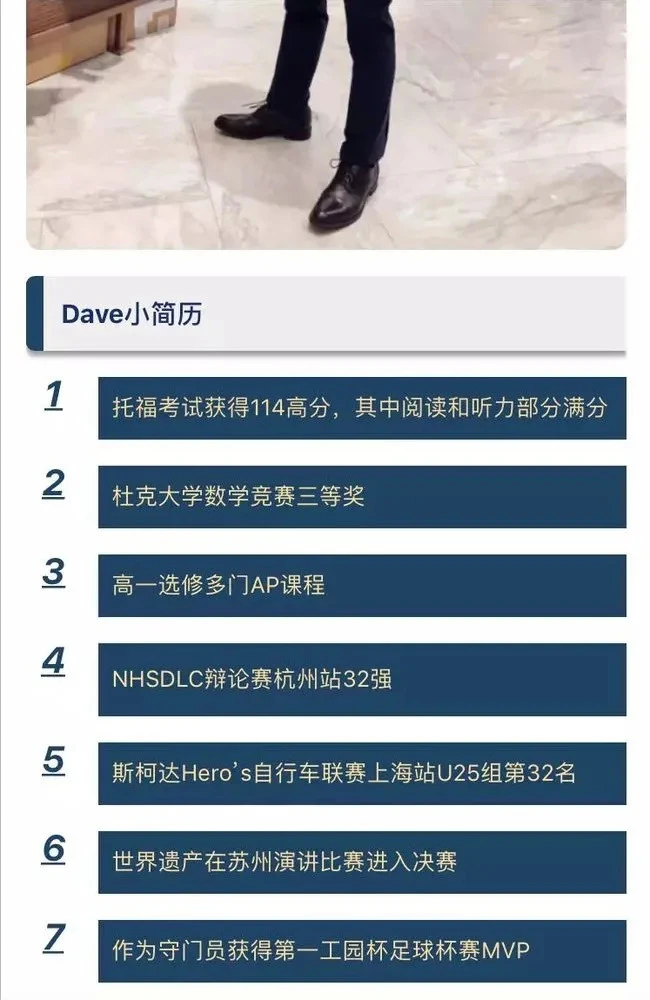 Dave小简历
1
托福考试获得114高分，其中阅读和听力部分满分
2
杜克大学数学竞赛三等奖
3
高一选修多门AP课程
4
NHSDLC辩论赛杭州站32强
5
斯柯达Hero’s自行车联赛上海站U25组第32名
6
世界遗产在苏州演讲比赛进入决赛
7
作为守门员获得第一工园杯足球杯赛MVP